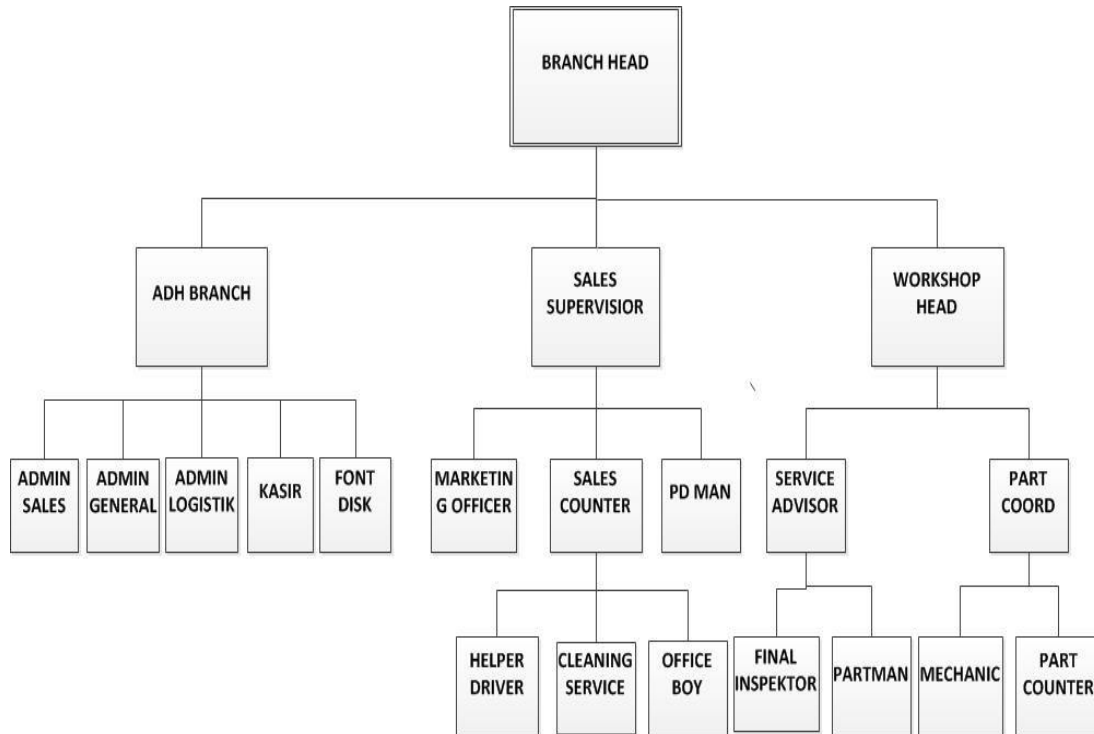 BRANCH HEAD
ADH BRANCH
SALES
SUPERVISIOR
WORKSHOP
HEAD
ADMIN
SALES
ADMIN
GENERAL
ADMIN
LOGISTIK
KASIR
FONT
DISK
MARKETIN
G OFFICER
SALES
COUNTER
PD MAN
SERVICE
ADVISOR
PART
COORD
HELPER
DRIVER
CLEANING
SERVICE
OFFICE
BOY
FINAL
INSPEKTOR
PARTMAN
MECHANIC
PART
COUNTER